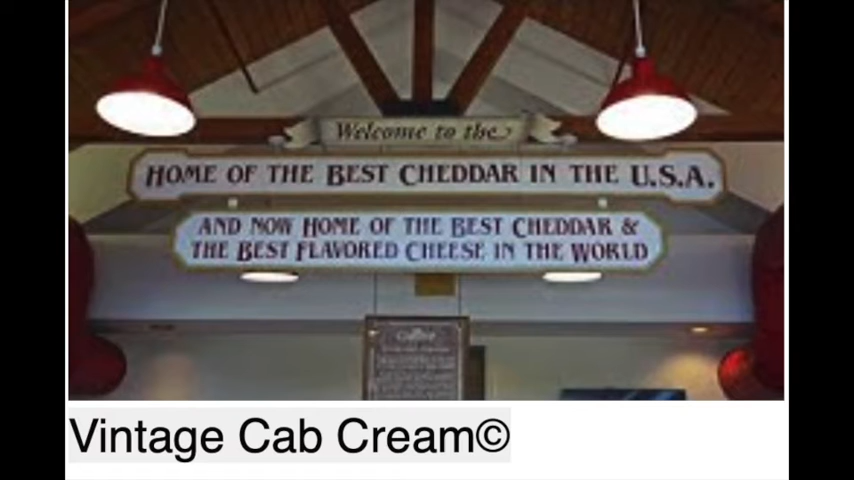 Welcome to the
HOME OF THE BEST CHEDDAR IN THE U.S.A.
AND NOW HOME OF THE BEST CHEDDAR &
THE BEST FLAVORED CHEESE IN THE WORLD
Vintage Cab Cream©